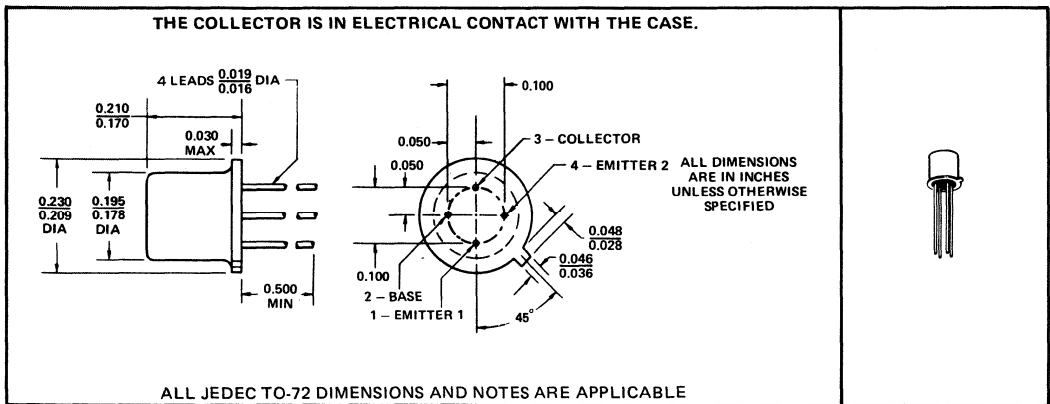 THE COLLECTOR IS IN ELECTRICAL CONTACT WITH THE CASE.
4 LEADS 0.019 DIA
0.016
0.210
0.170
0.030
MAX
0.230
0.209
DIA
0.195
0.178
DIA
0.500
MIN
0.100
0.050
0.050
3 – COLLECTOR
4 – EMITTER 2
ALL DIMENSIONS
ARE IN INCHES
UNLESS OTHERWISE
SPECIFIED
0.048
0.028
0.046
0.036
0.100
2 – BASE
1 – EMITTER 1
45°
ALL JEDEC TO-72 DIMENSIONS AND NOTES ARE APPLICABLE